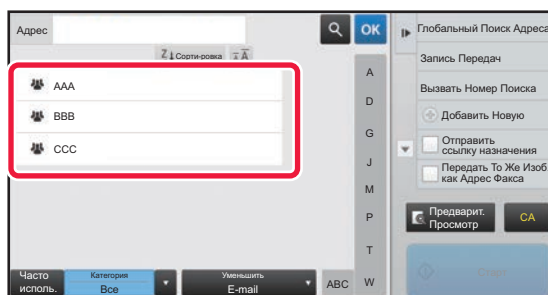 Адрес
OK
Сорти-ровка
AAA
BBB
CCC
A
D
G
J
M
P
T
W
Часто исполь.
Категория
Все
Уменьшить
E-mail
ABC
Глобальный Поиск Адреса
Запись Передач
Вызвать Номер Поиска
Добавить Новую
Отправить
ссылку назначения
Передать То Же Изоб.
как Адрес Факса
Предварит.
Просмотр
CA
Старт